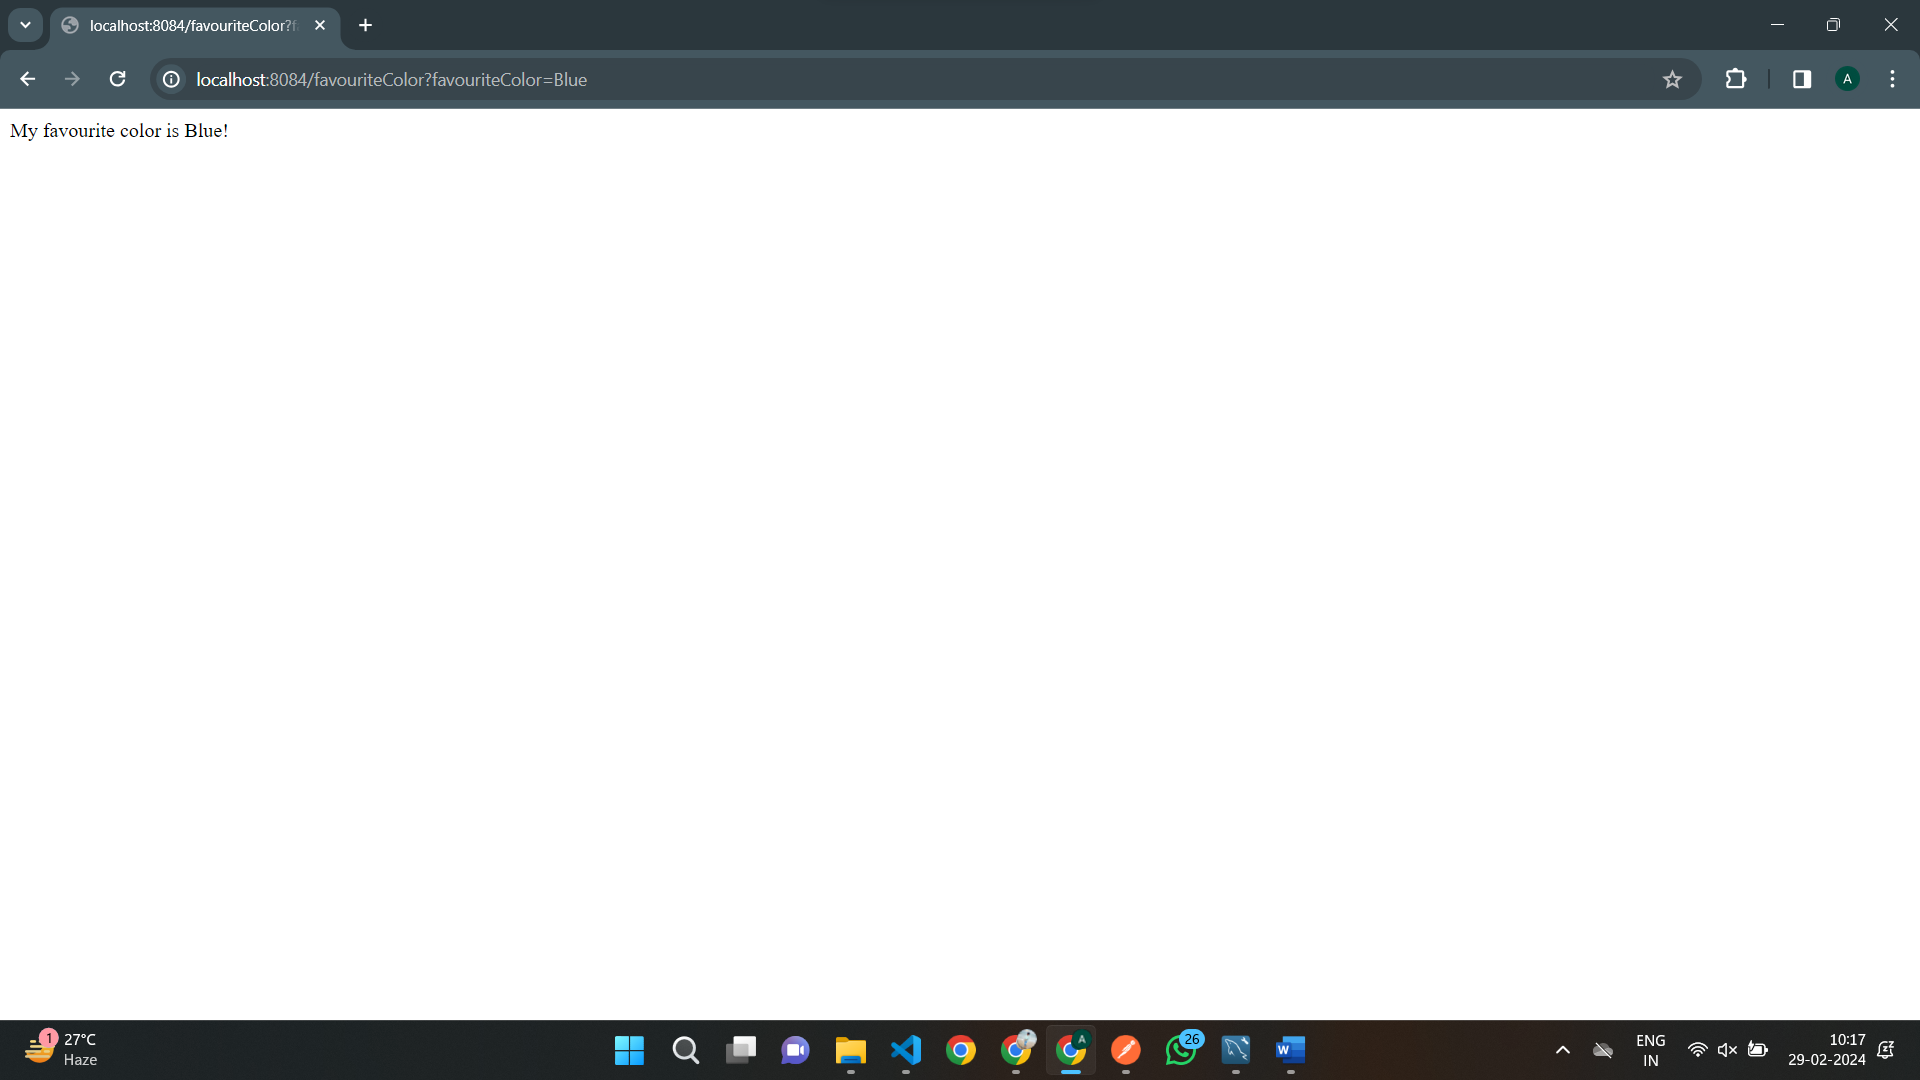 localhost:8084/favouriteColor?f
localhost:8084/favouriteColor?favouriteColor=Blue
A
My favourite color is Blue!
1
27°C
Haze
A
26
W
ENG
IN
10:17
29-02-2024